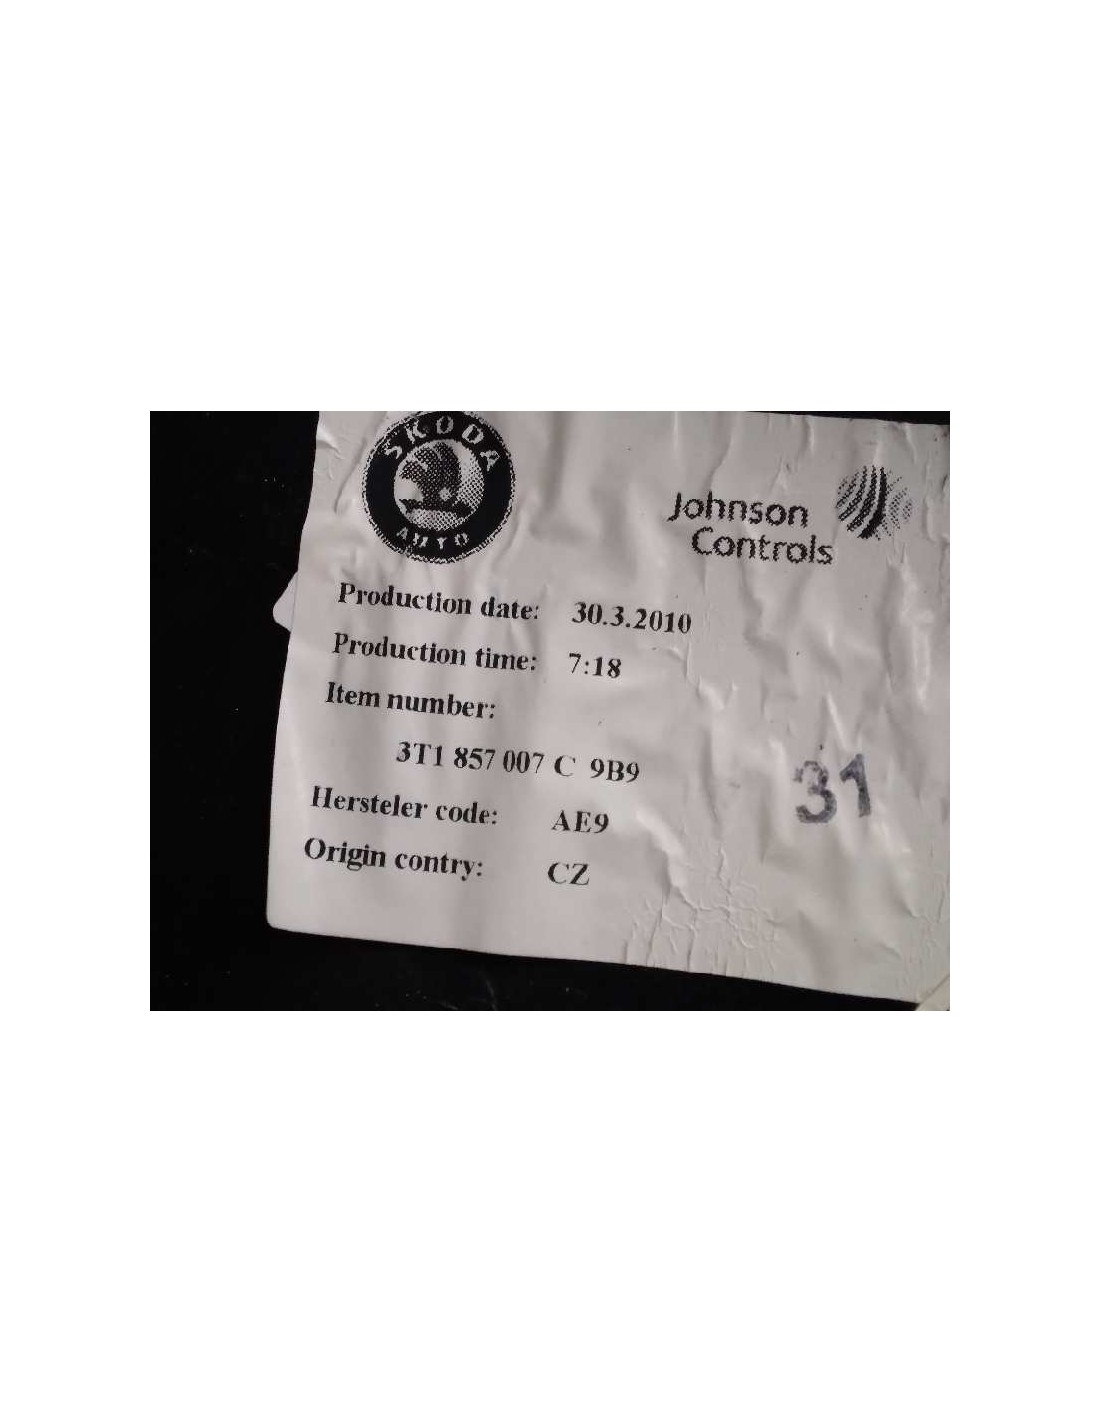 SKODA
AUTO
Johnson
Controls
Production date: 30.3.2010
Production time: 7:18
Item number:
3T1 857 007 C 9B9
31
Hersteler code: AE9
Origin contry: CZ